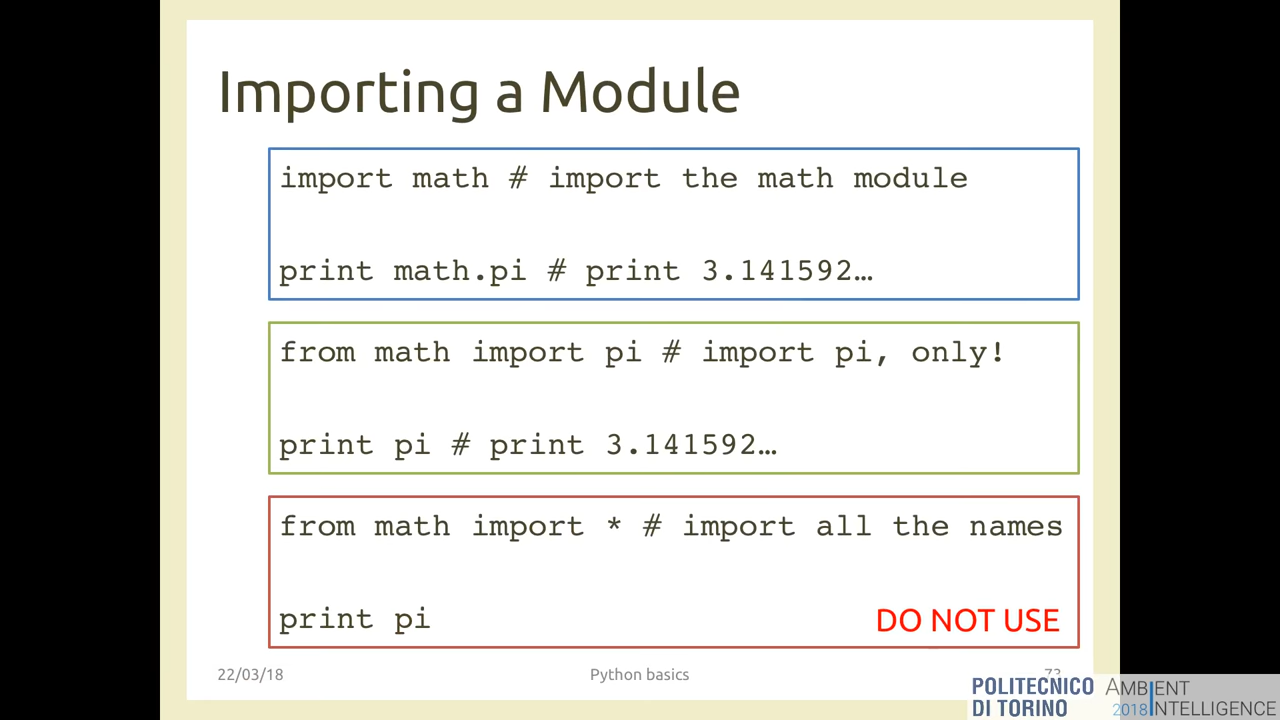 Importing a Module
import math # import the math module
print math.pi # print 3.141592…
from math import pi # import pi, only!
print pi # print 3.141592…
from math import * # import all the names
print pi
DO NOT USE
22/03/18
Python basics
73
POLITECNICO
DI TORINO
AMBIENT
2018 INTELLIGENCE